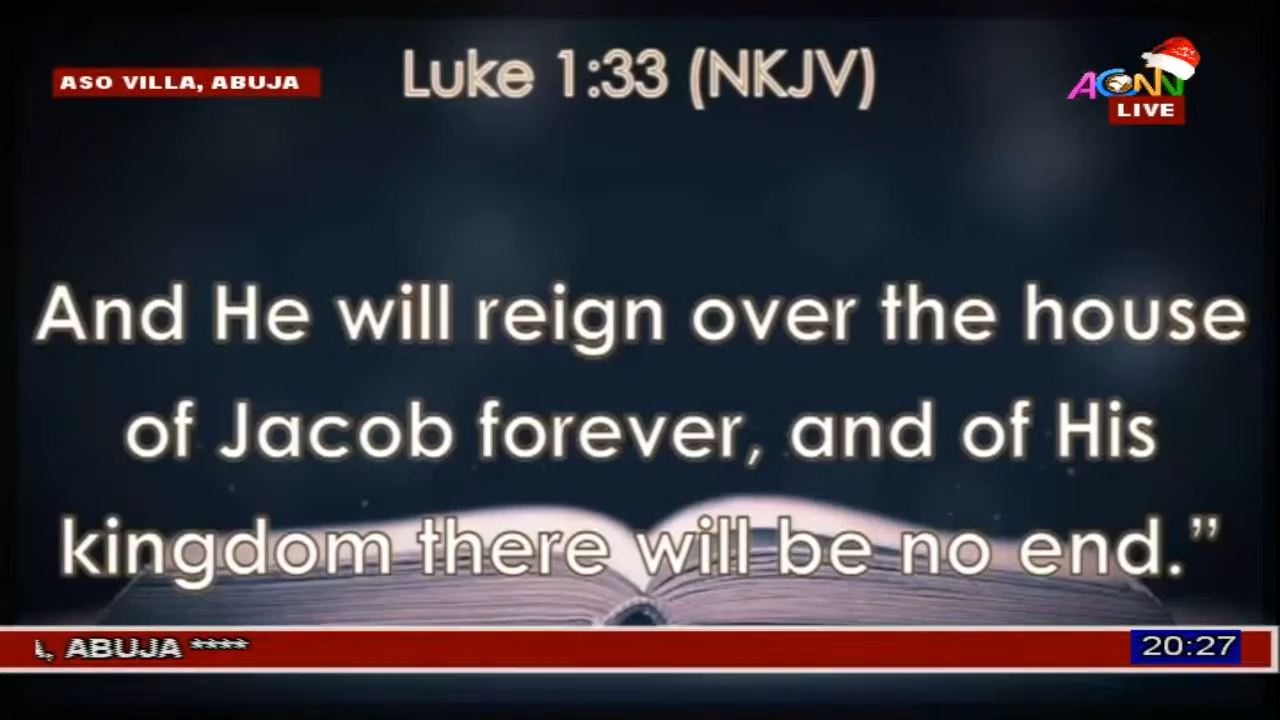 Luke 1:33 (NKJV)
ASO VILLA, ABUJA
ACNN
LIVE
And He will reign over the house
of Jacob forever, and of His
kingdom there will be no end.”
, ABUJA ****
20:27